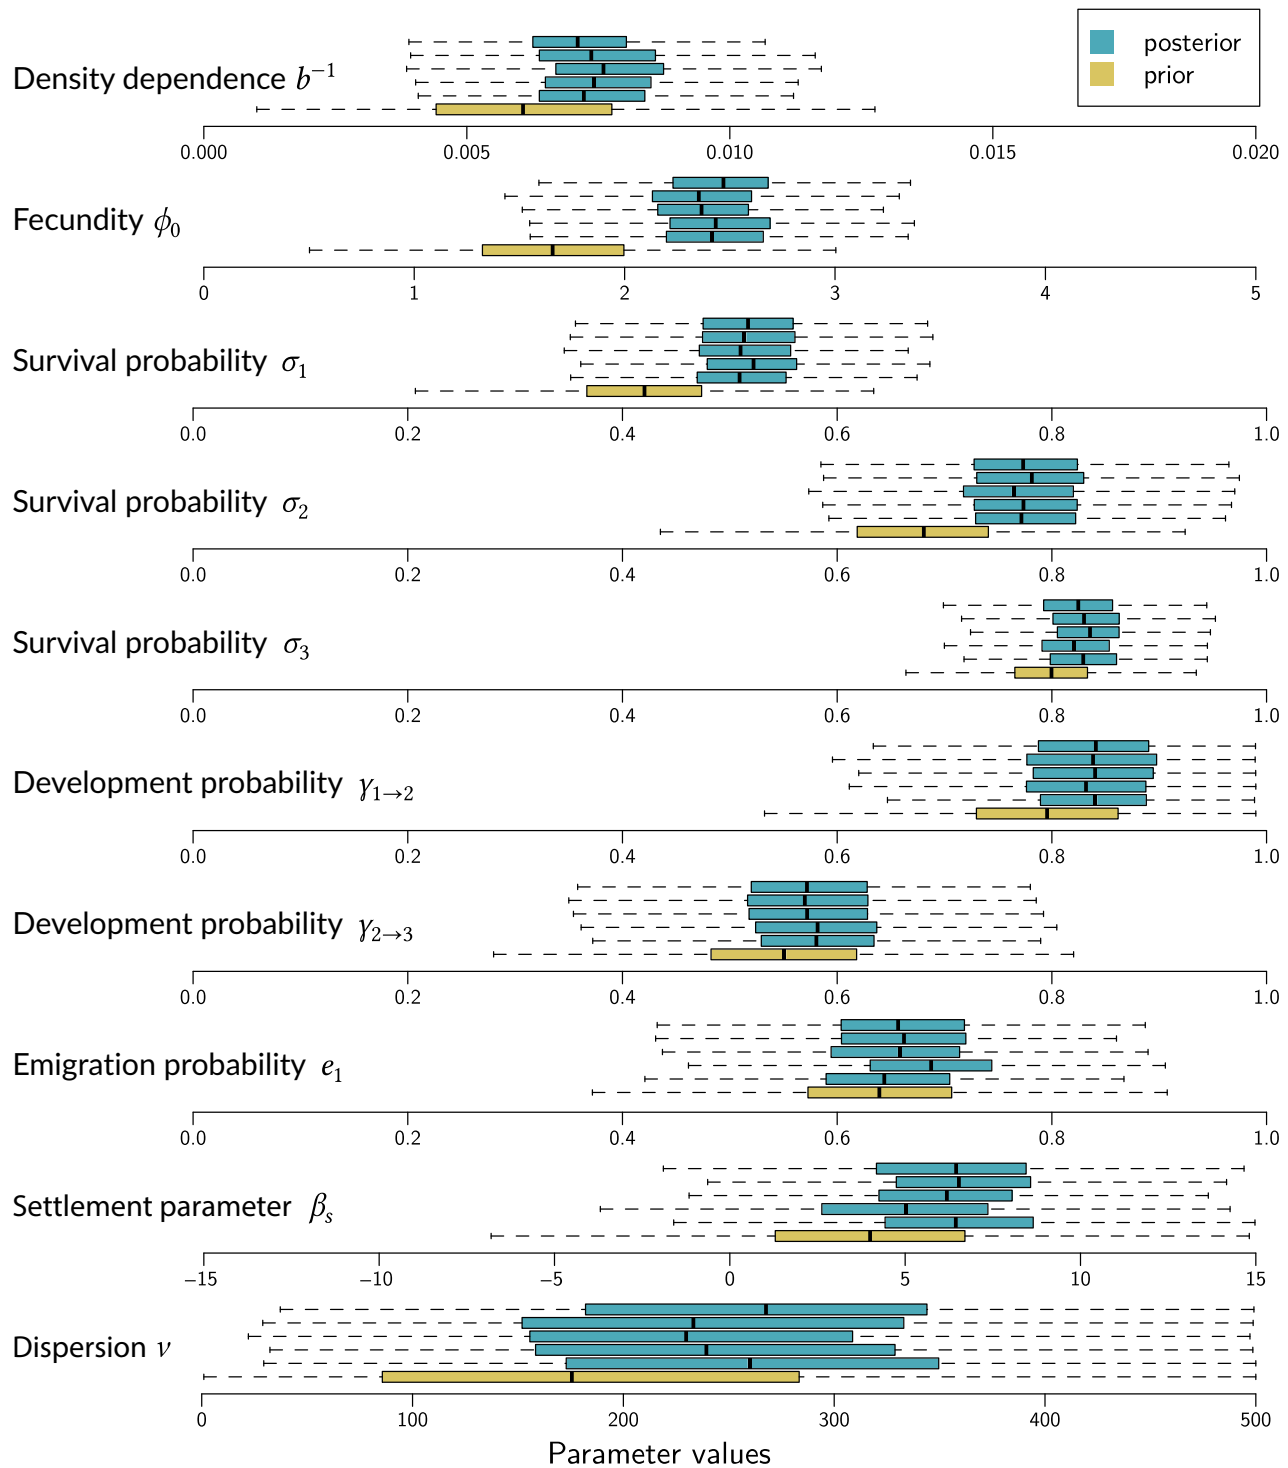 posterior
prior
Density dependence b⁻¹
0.000 0.005 0.010 0.015 0.020
Fecundity ϕ₀
0 1 2 3 4 5
Survival probability σ₁
0.0 0.2 0.4 0.6 0.8 1.0
Survival probability σ₂
0.0 0.2 0.4 0.6 0.8 1.0
Survival probability σ₃
0.0 0.2 0.4 0.6 0.8 1.0
Development probability γ₁→₂
0.0 0.2 0.4 0.6 0.8 1.0
Development probability γ₂→₃
0.0 0.2 0.4 0.6 0.8 1.0
Emigration probability e₁
0.0 0.2 0.4 0.6 0.8 1.0
Settlement parameter βₛ
−15 −10 −5 0 5 10 15
Dispersion ν
0 100 200 300 400 500
Parameter values